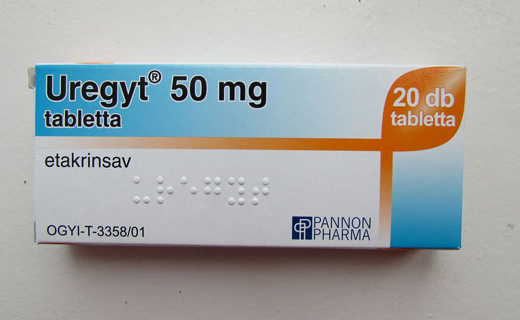 Uregyt® 50 mg
tabletta
20 db
tabletta
etakrinsav
OGYI-T-3358/01
PANNON
PHARMA